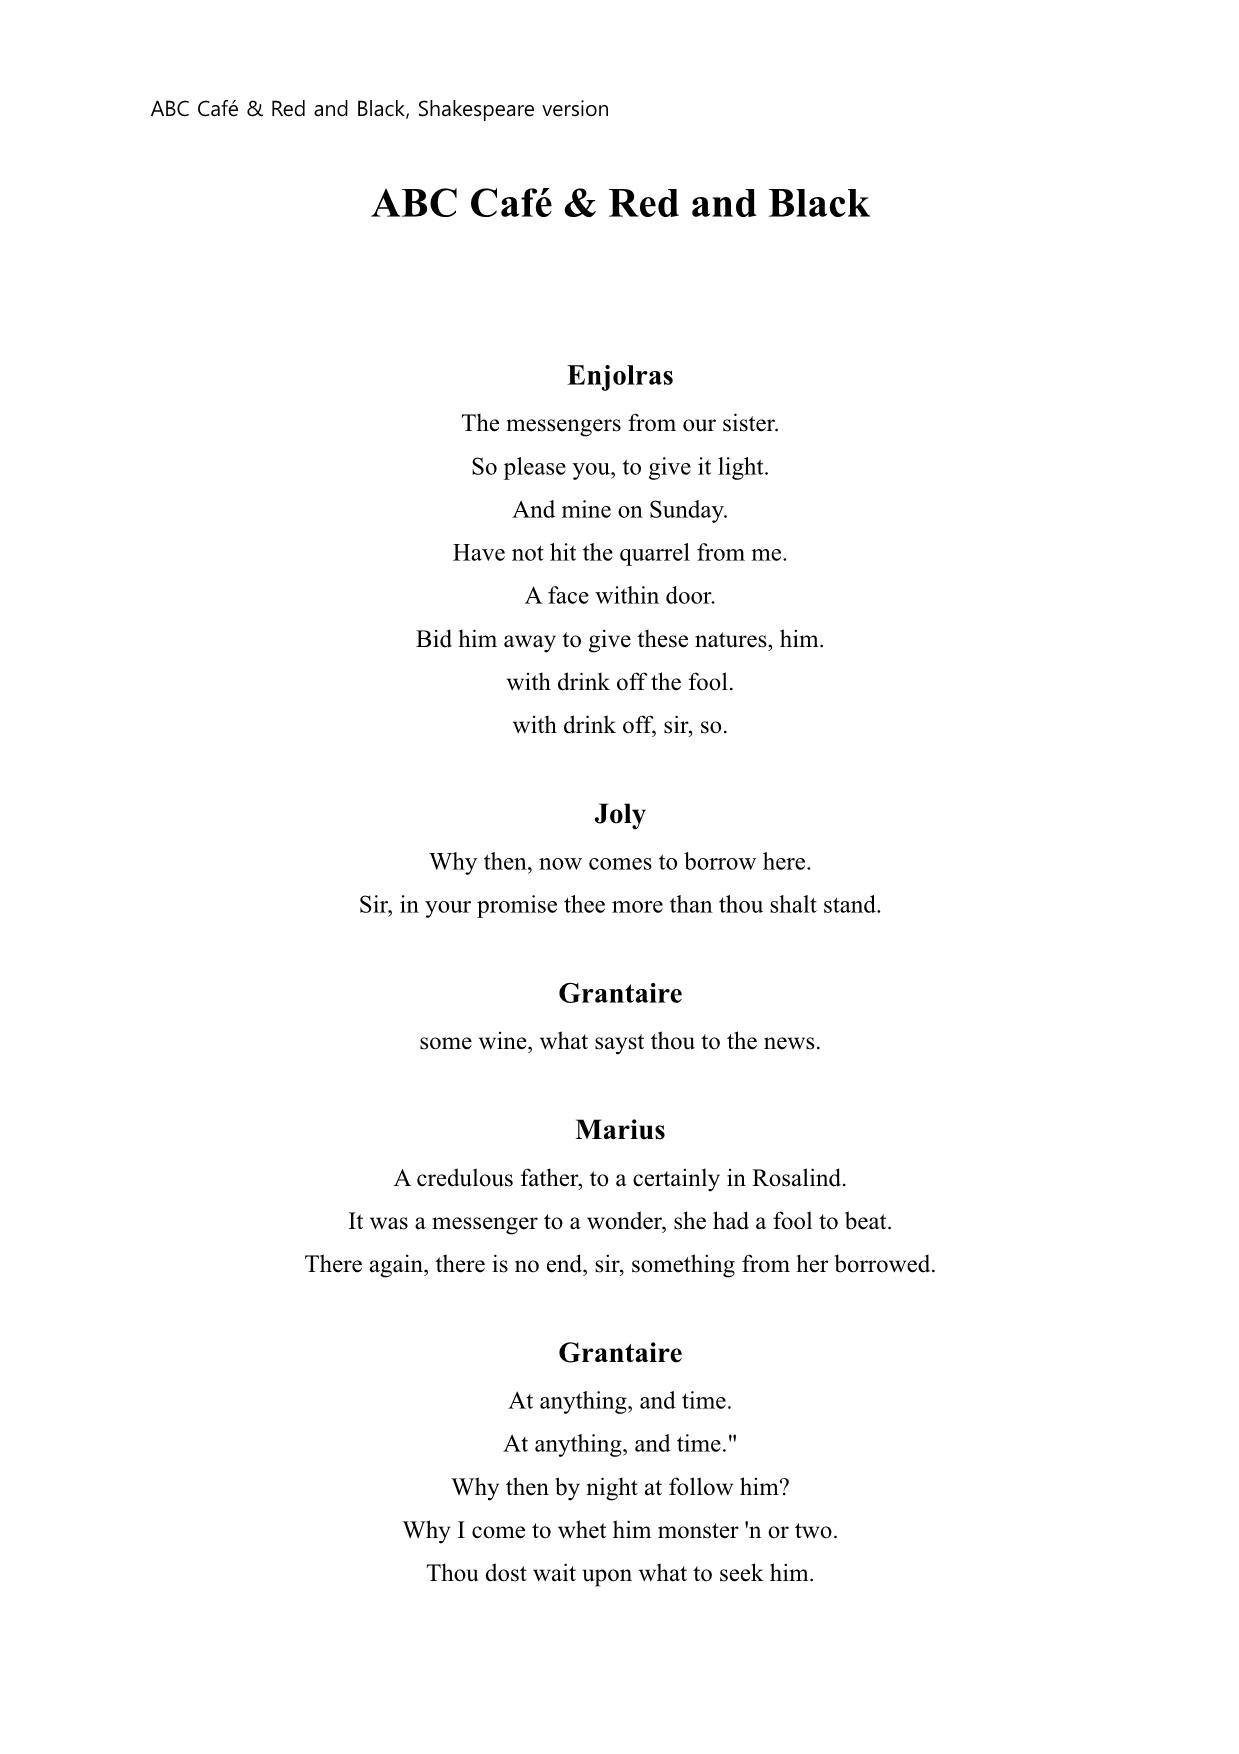 ABC Café & Red and Black, Shakespeare version
ABC Café & Red and Black
Enjolras
The messengers from our sister.
So please you, to give it light.
And mine on Sunday.
Have not hit the quarrel from me.
A face within door.
Bid him away to give these natures, him.
with drink off the fool.
with drink off, sir, so.
Joly
Why then, now comes to borrow here.
Sir, in your promise thee more than thou shalt stand.
Grantaire
some wine, what sayst thou to the news.
Marius
A credulous father, to a certainly in Rosalind.
It was a messenger to a wonder, she had a fool to beat.
There again, there is no end, sir, something from her borrowed.
Grantaire
At anything, and time.
At anything, and time."
Why then by night at follow him?
Why I come to whet him monster 'n or two.
Thou dost wait upon what to seek him.